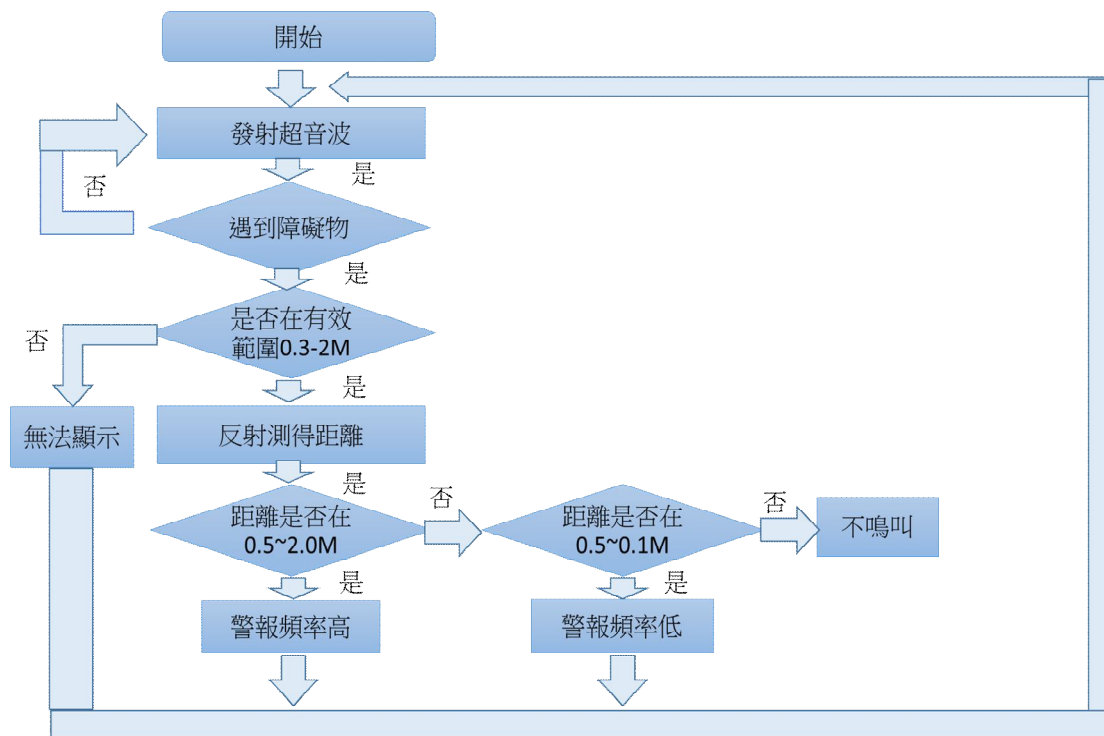 開始
發射超音波
是
否
遇到障礙物
是
是否在有效
範圍0.3-2M
否
是
無法顯示
反射測得距離
是
否
否
距離是否在
0.5~2.0M
距離是否在
0.5~0.1M
不鳴叫
是
是
警報頻率高
警報頻率低